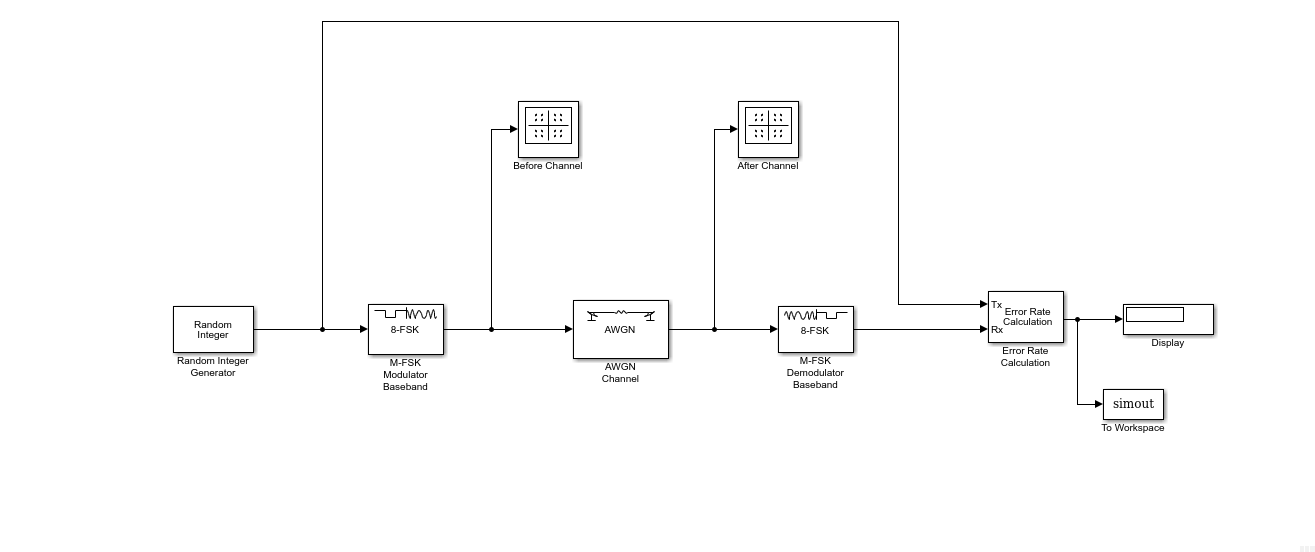 Before Channel
After Channel
Random
Integer
Random Integer
Generator
8-FSK
M-FSK
Modulator
Baseband
AWGN
AWGN
Channel
8-FSK
M-FSK
Demodulator
Baseband
Tx
Error Rate
Calculation
Rx
Error Rate
Calculation
Display
simout
To Workspace